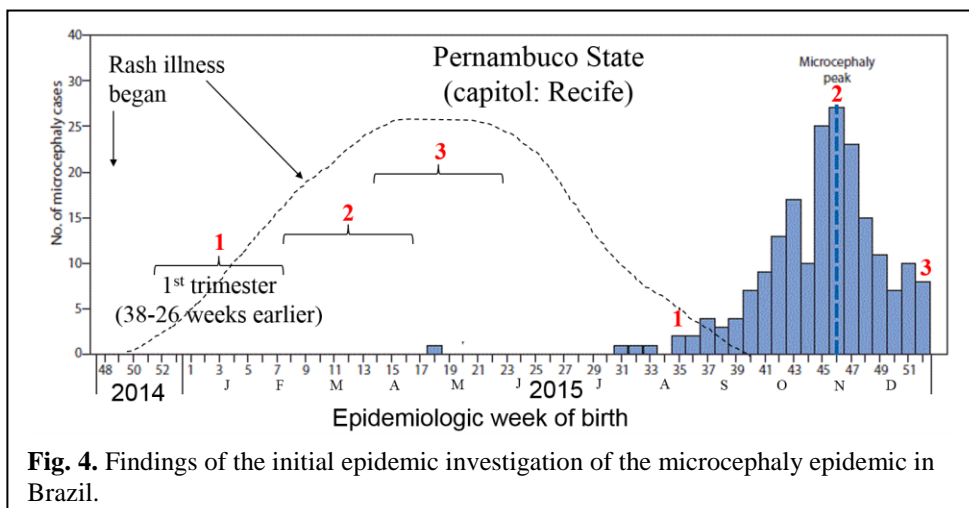 40
35
30
25
20
15
10
5
0
No. of microcephaly cases
Rash illness
began
Pernambuco State
(capitol: Recife)
Microcephaly
peak
2
3
2
1
1st trimester
(38-26 weeks earlier)
1
3
48 50 52 1 3 5 7 9 11 13 15 17 19 21 23 25 27 29 31 33 35 37 39 41 43 45 47 49 51
J F M A M J J A S O N D
2014 2015
Epidemiologic week of birth
Fig. 4. Findings of the initial epidemic investigation of the microcephaly epidemic in
Brazil.